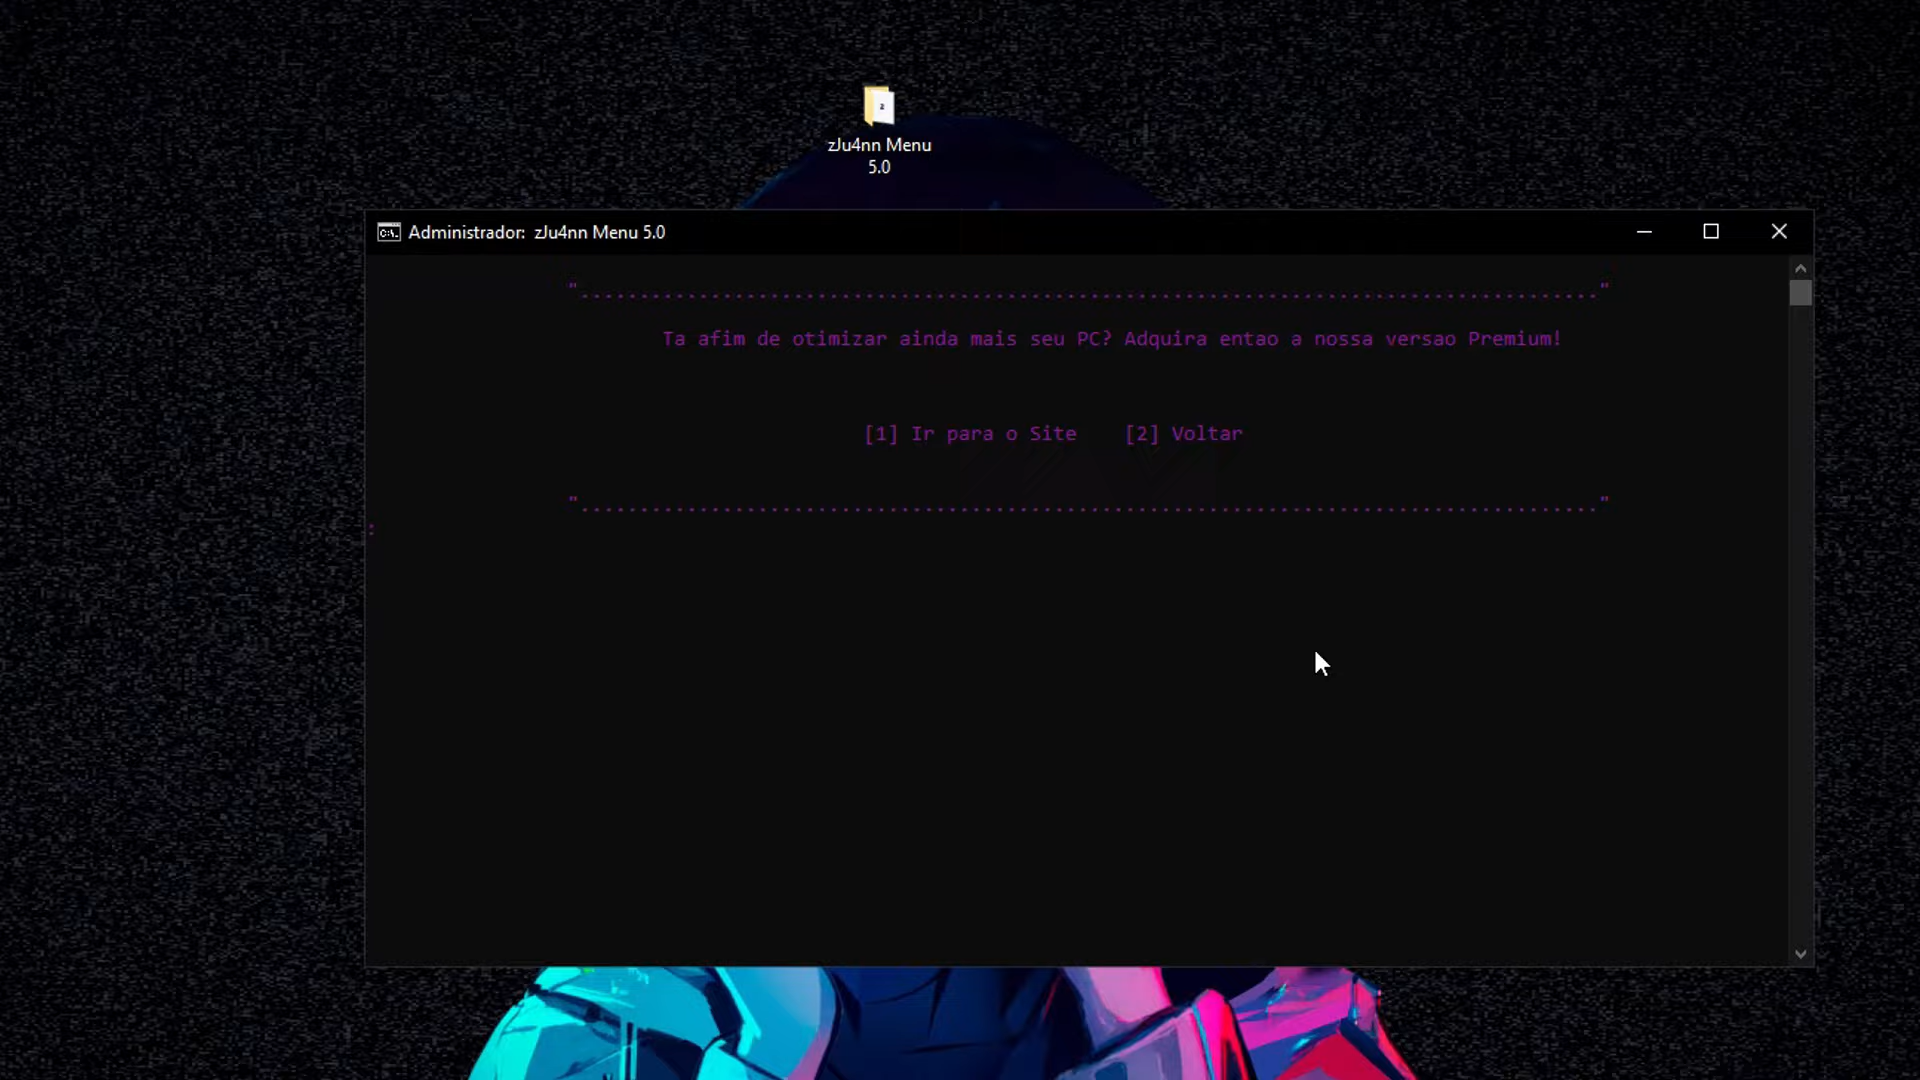 zJu4nn Menu
5.0
Administrador: zJu4nn Menu 5.0
"......................................................................................"
Ta afim de otimizar ainda mais seu PC? Adquira entao a nossa versao Premium!
[1] Ir para o Site [2] Voltar
"......................................................................................"
: